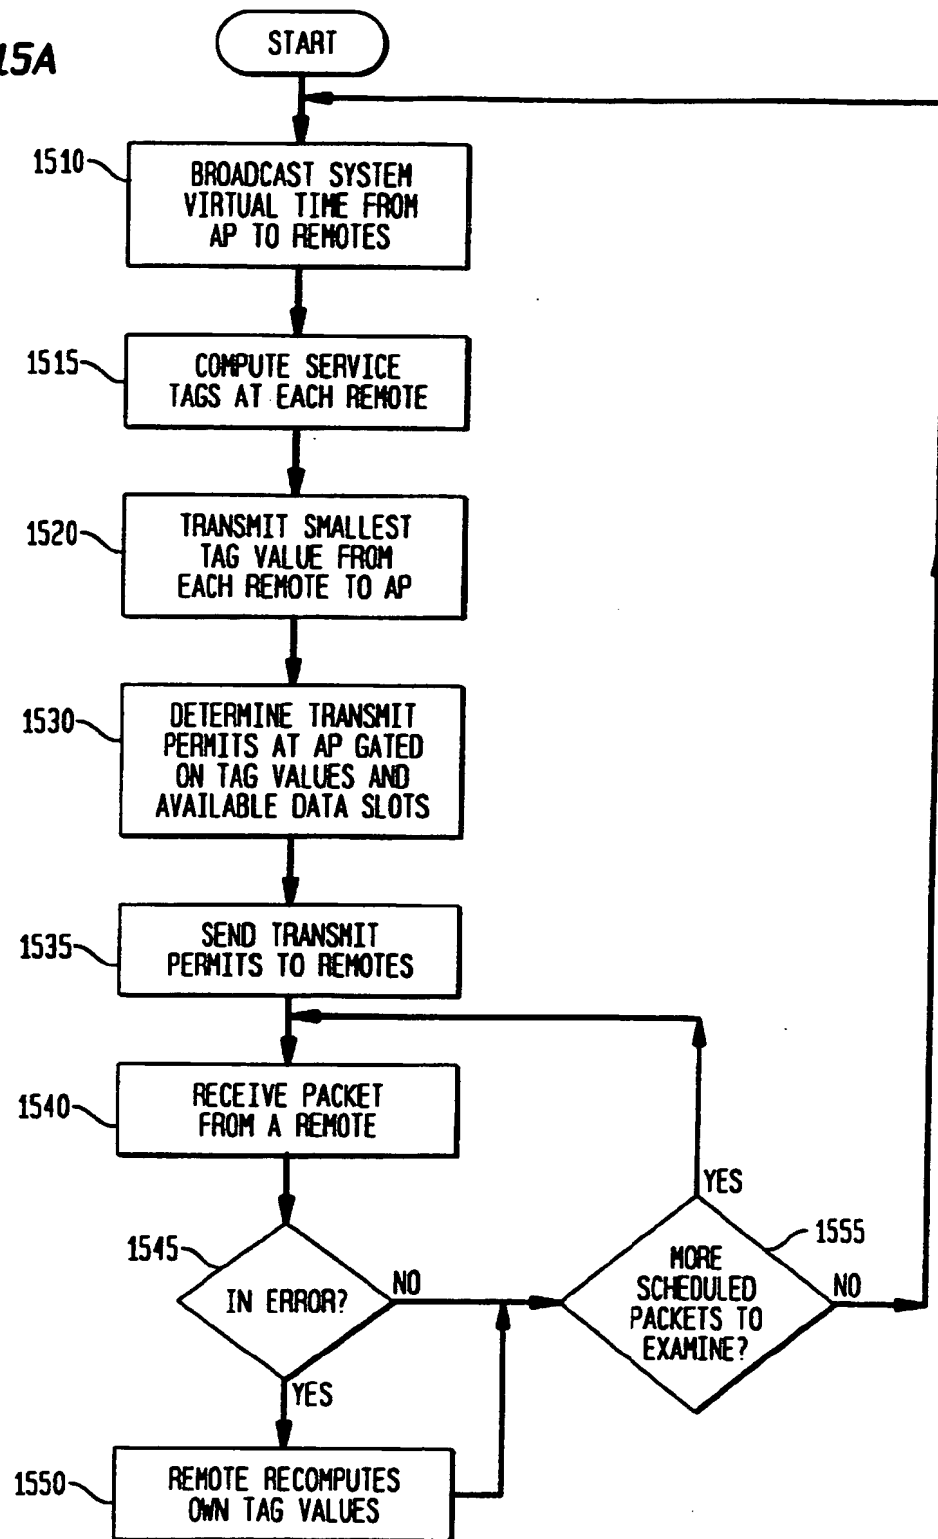 15A
START
1510
BROADCAST SYSTEM
VIRTUAL TIME FROM
AP TO REMOTES
1515
COMPUTE SERVICE
TAGS AT EACH REMOTE
1520
TRANSMIT SMALLEST
TAG VALUE FROM
EACH REMOTE TO AP
1530
DETERMINE TRANSMIT
PERMITS AT AP GATED
ON TAG VALUES AND
AVAILABLE DATA SLOTS
1535
SEND TRANSMIT
PERMITS TO REMOTES
1540
RECEIVE PACKET
FROM A REMOTE
1545
IN ERROR?
NO
YES
1555
MORE
SCHEDULED
PACKETS TO
EXAMINE?
YES
NO
1550
REMOTE RECOMPUTES
OWN TAG VALUES